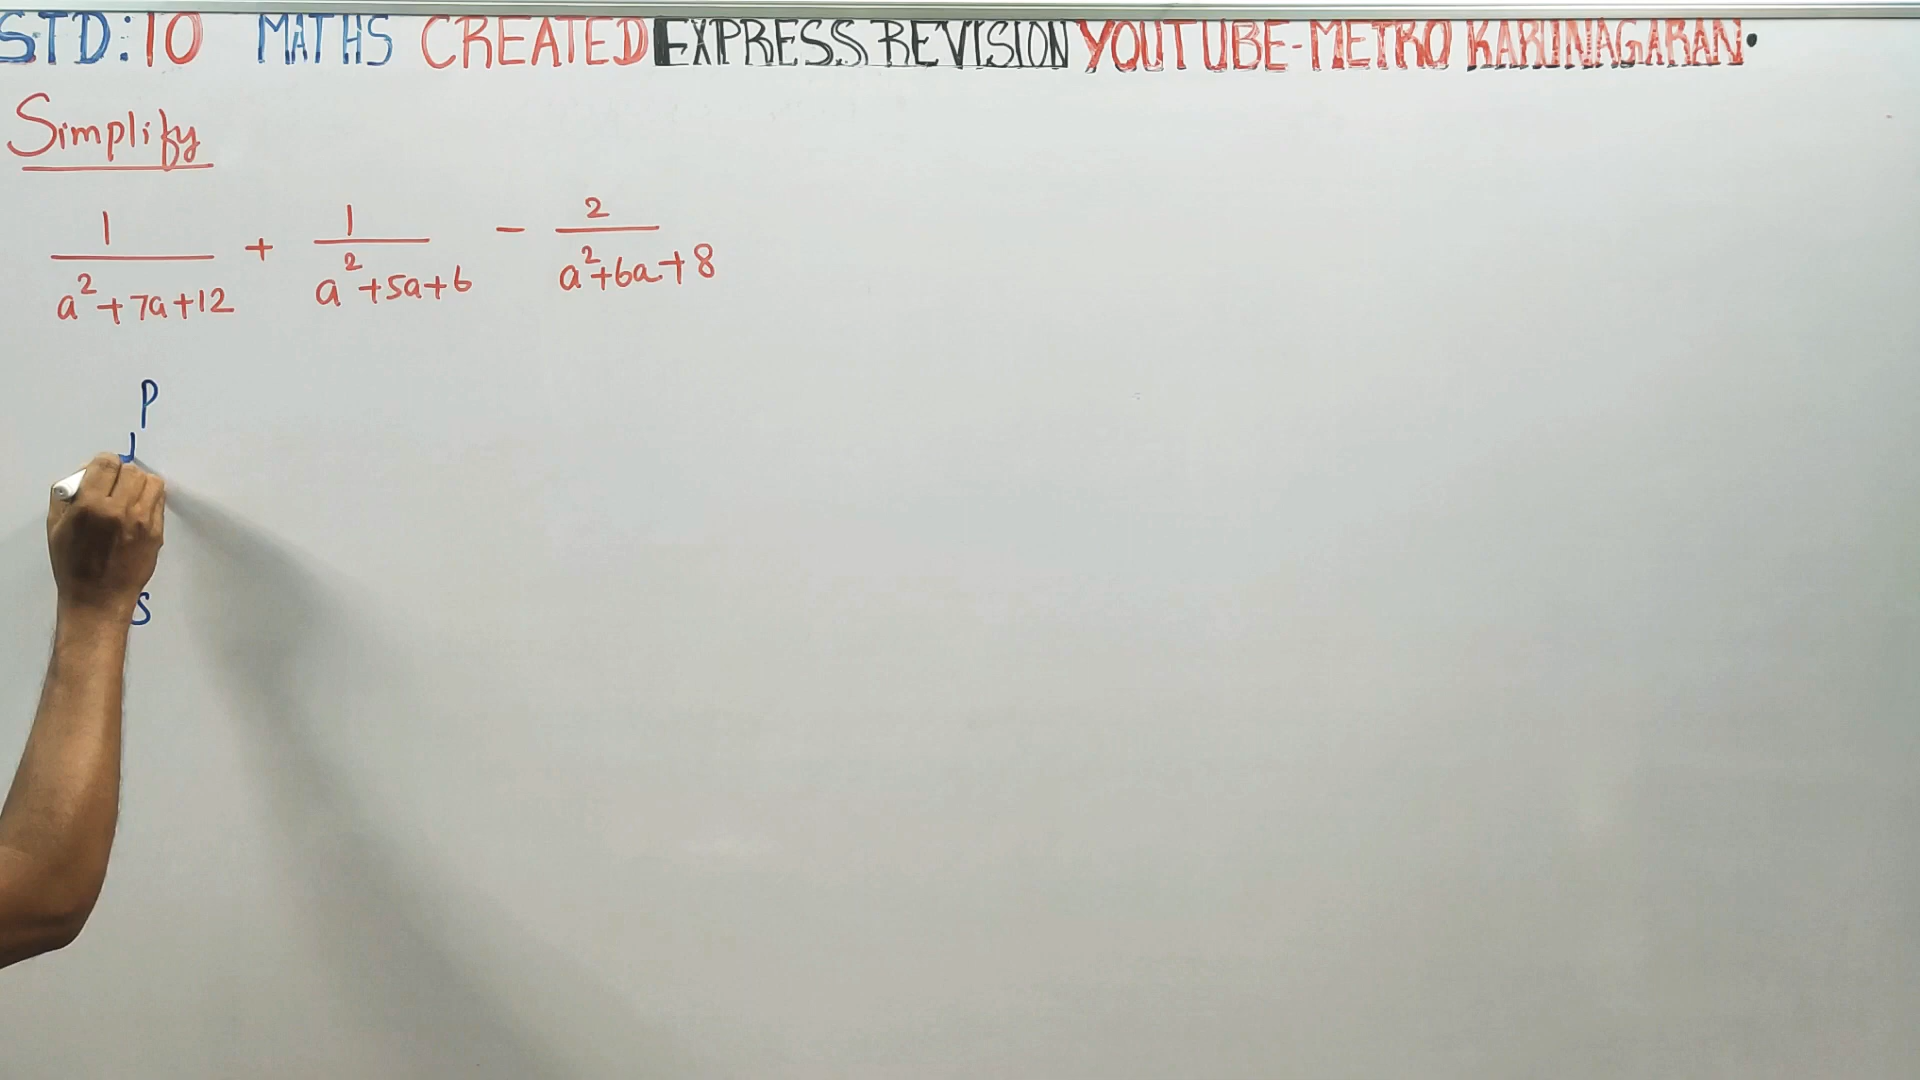 STD:10 MATHS CREATED EXPRESS REVISION YOUTUBE-METRO KARUNAGARAN.
Simplify
1/(a²+7a+12) + 1/(a²+5a+6) - 2/(a²+6a+8)
P
S